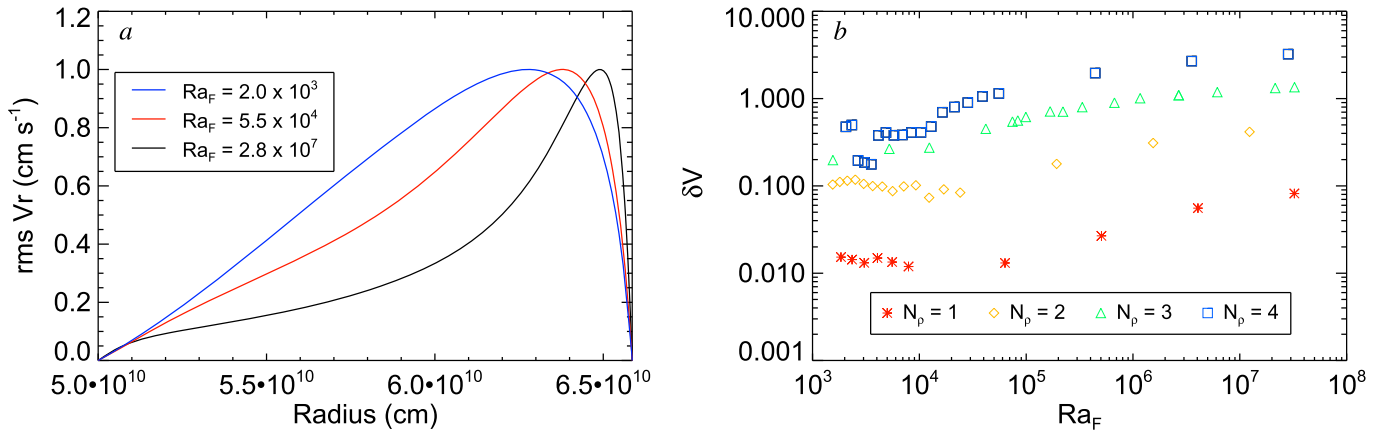 a
1.2
1.0
0.8
0.6
0.4
0.2
0.0
rms Vr (cm s⁻¹)
Ra_F = 2.0 x 10³
Ra_F = 5.5 x 10⁴
Ra_F = 2.8 x 10⁷
5.0•10¹⁰ 5.5•10¹⁰ 6.0•10¹⁰ 6.5•10¹⁰
Radius (cm)
b
10.000
1.000
0.100
0.010
0.001
δV
N_ρ = 1 N_ρ = 2 N_ρ = 3 N_ρ = 4
10³ 10⁴ 10⁵ 10⁶ 10⁷ 10⁸
Ra_F